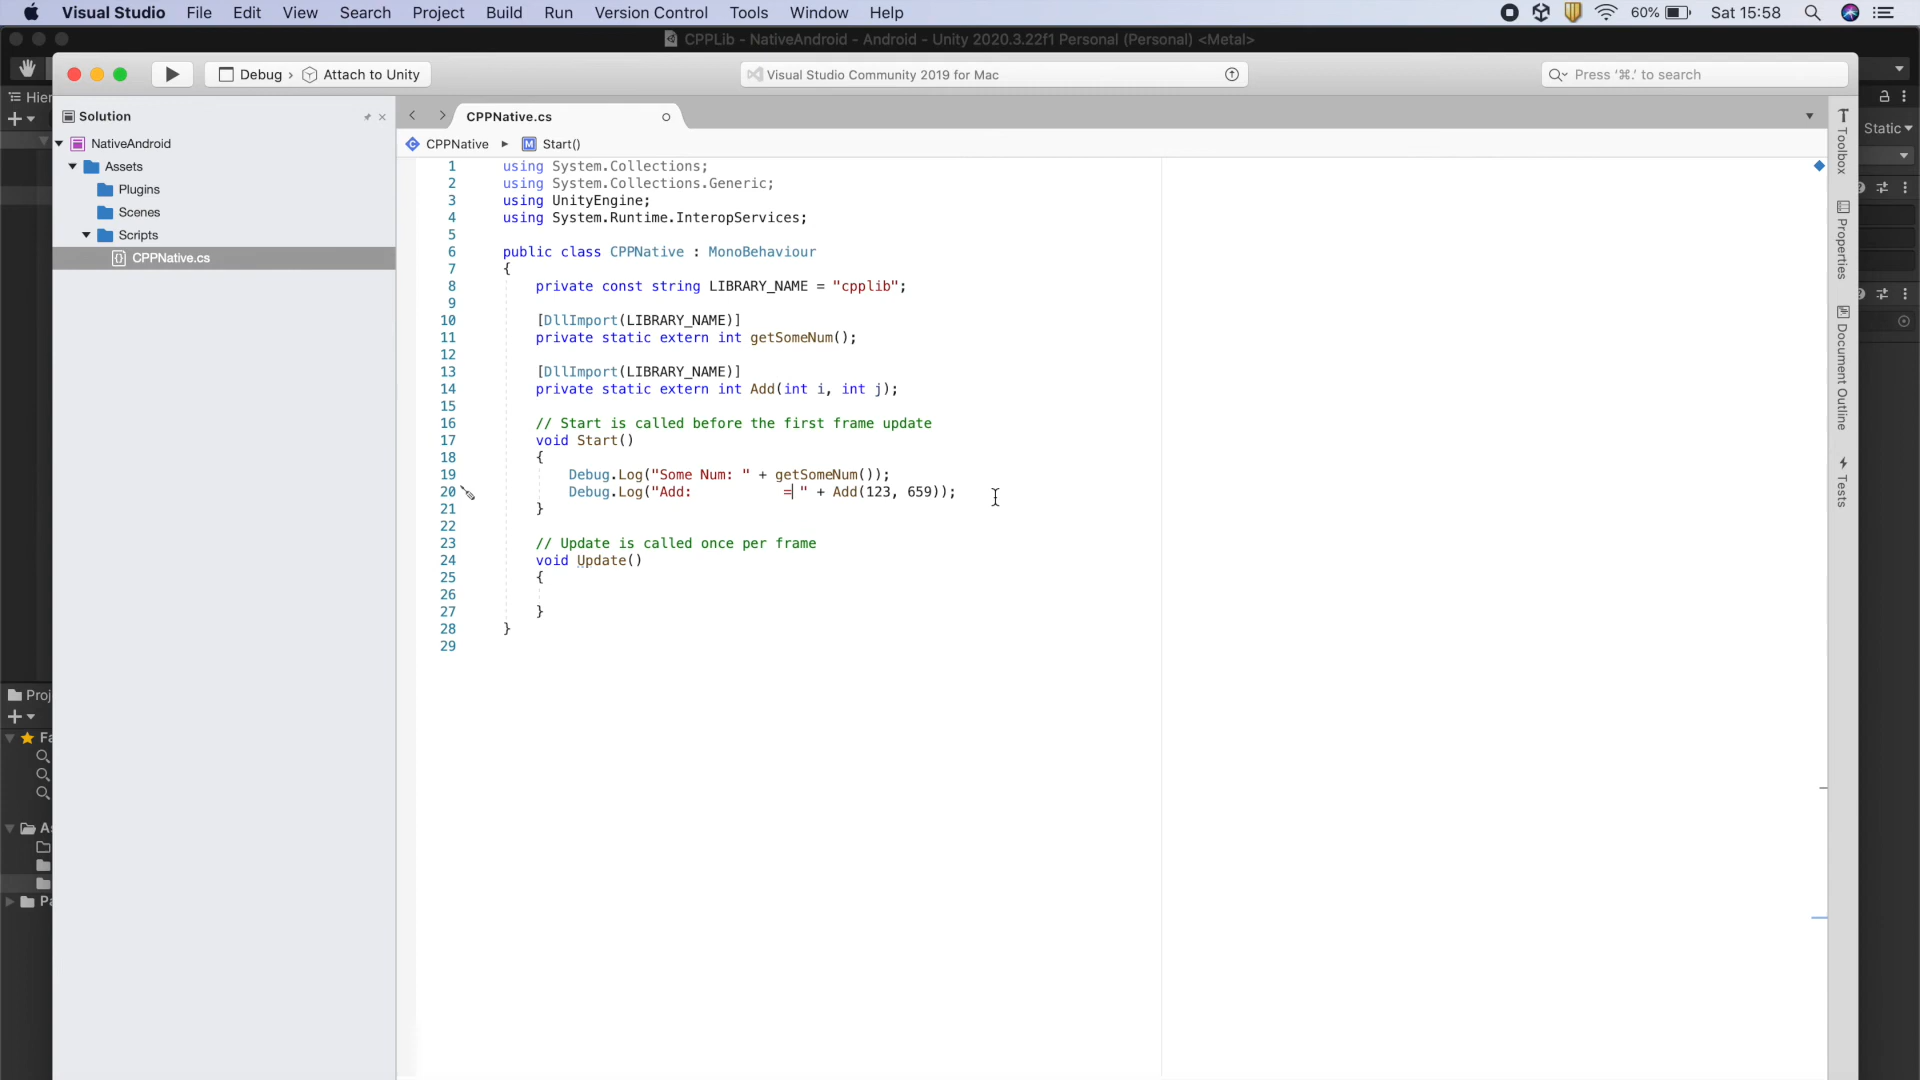 Visual Studio File Edit View Search Project Build Run Version Control Tools Window Help 60% Sat 15:58
CPPLib - NativeAndroid - Android - Unity 2020.3.22f1 Personal (Personal) <Metal>
Debug › Attach to Unity
Visual Studio Community 2019 for Mac
Press '⌘.' to search
Hier
Static
Solution
NativeAndroid
Assets
Plugins
Scenes
Scripts
CPPNative.cs
CPPNative.cs
CPPNative
Start()
1 using System.Collections;
2 using System.Collections.Generic;
3 using UnityEngine;
4 using System.Runtime.InteropServices;
5
6 public class CPPNative : MonoBehaviour
7 {
8 private const string LIBRARY_NAME = "cpplib";
9
10 [DllImport(LIBRARY_NAME)]
11 private static extern int getSomeNum();
12
13 [DllImport(LIBRARY_NAME)]
14 private static extern int Add(int i, int j);
15
16 // Start is called before the first frame update
17 void Start()
18 {
19 Debug.Log("Some Num: " + getSomeNum());
20 Debug.Log("Add:           = " + Add(123, 659));
21 }
22
23 // Update is called once per frame
24 void Update()
25 {
26
27 }
28 }
29
Toolbox
Properties
Document Outline
Tests
Proj
Fa
As
Pa